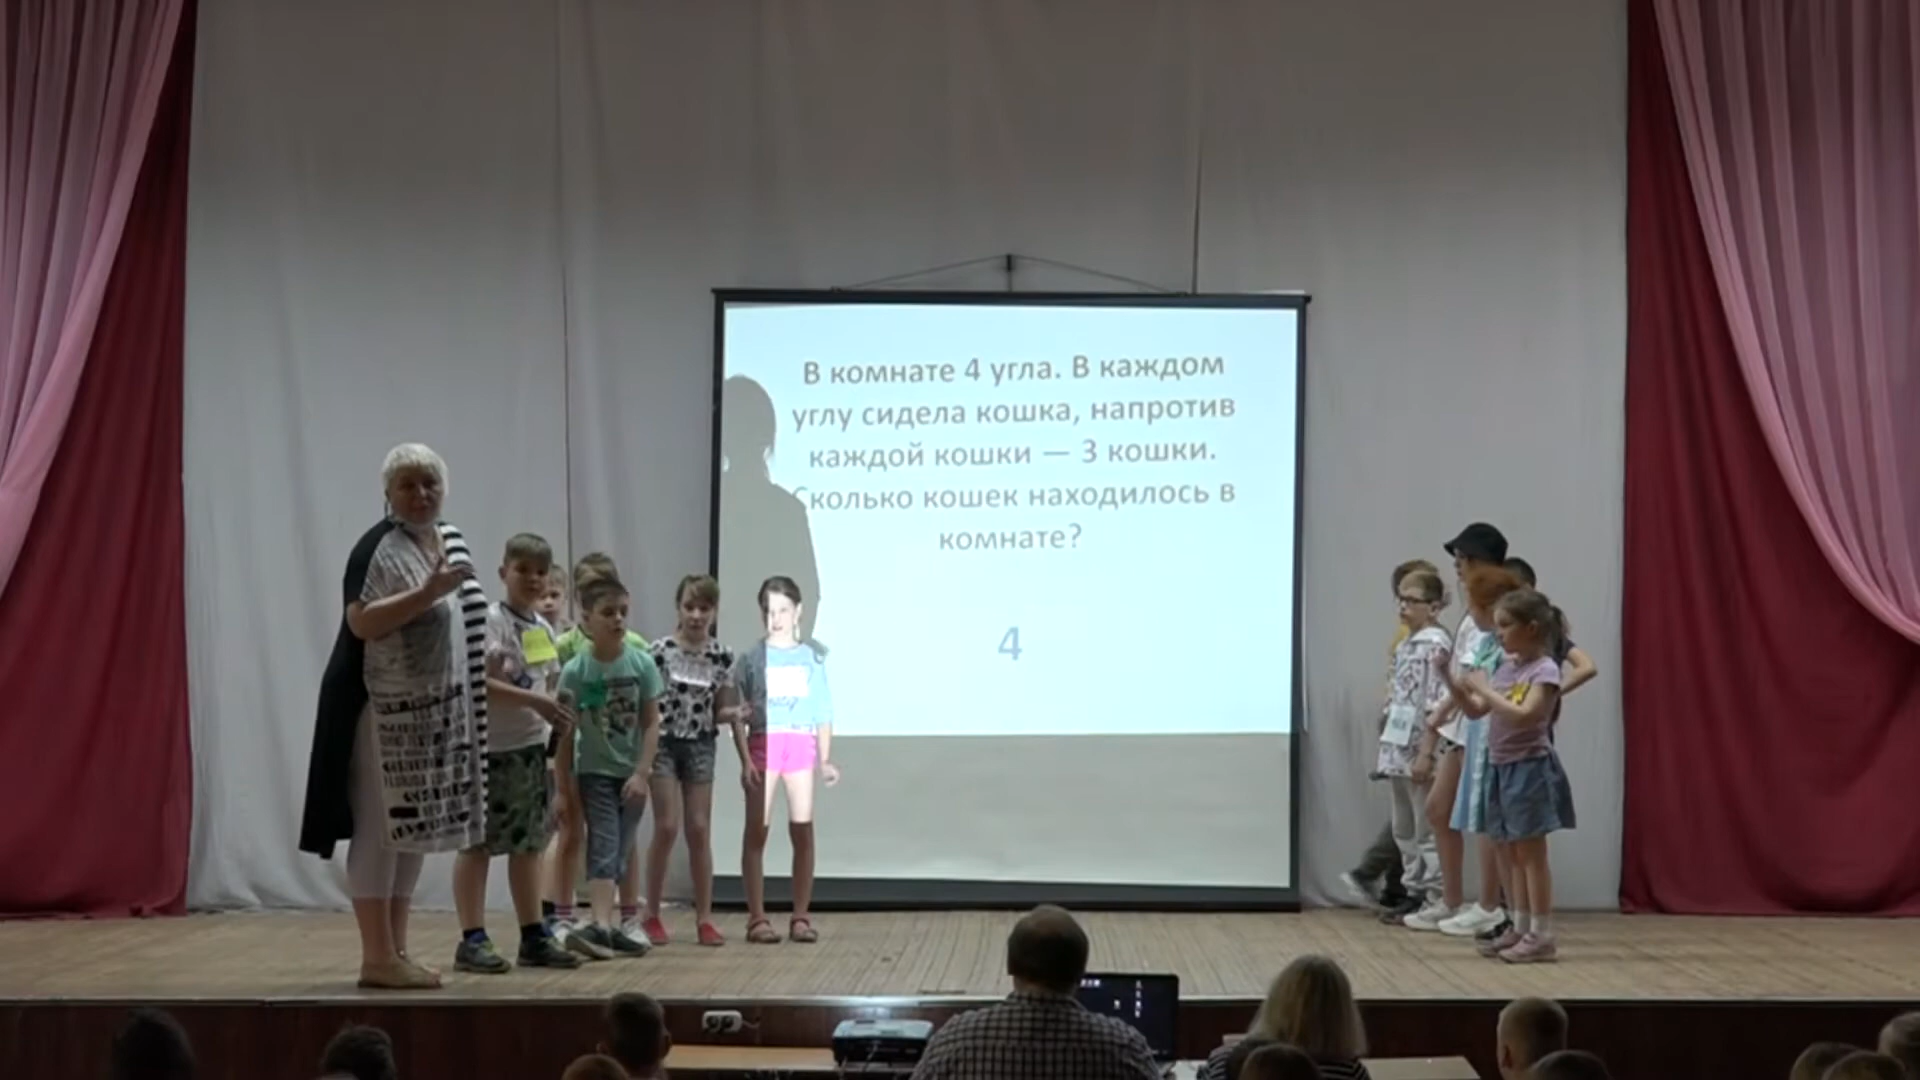 В комнате 4 угла. В каждом
углу сидела кошка, напротив
каждой кошки — 3 кошки.
Сколько кошек находилось в
комнате?
4